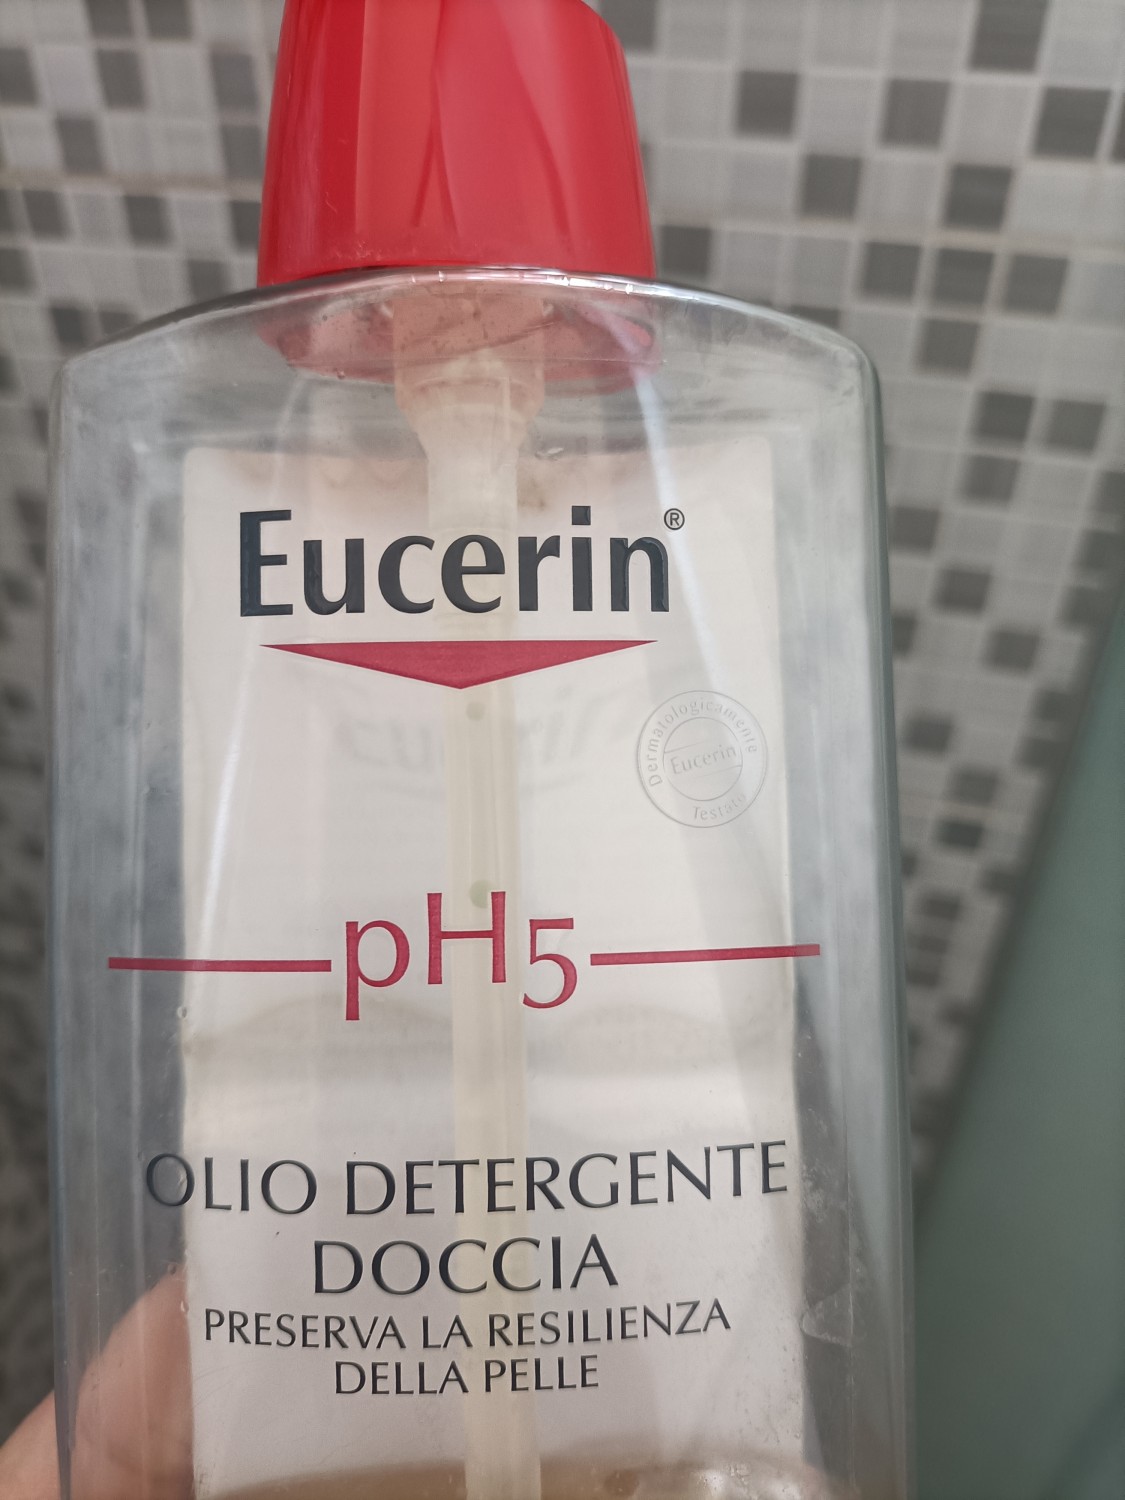 Eucerin®
Dermatologicamente
Eucerin
Testato
pH5
OLIO DETERGENTE
DOCCIA
PRESERVA LA RESILIENZA
DELLA PELLE